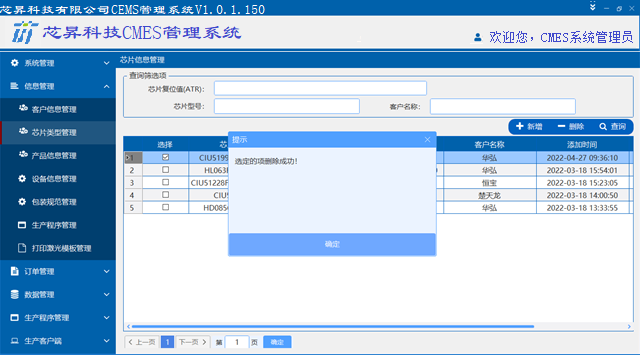 芯昇科技有限公司CEMS管理系统V1.0.1.150
芯昇科技CMES管理系统
欢迎您，CMES系统管理员
系统管理
信息管理
客户信息管理
芯片类型管理
产品信息管理
设备信息管理
包装规范管理
生产程序管理
打印激光模板管理
订单管理
数据管理
生产程序管理
生产客户端
芯片信息管理
查询筛选项
芯片复位值(ATR):
芯片型号:
客户名称:
新增 删除 查询
选择 客户名称 添加时间
1 CIU5199 华弘 2022-04-27 09:36:10
2 HL063 华弘 2022-03-18 15:54:01
3 CIU51228F 恒宝 2022-03-18 15:23:05
4 CIU5 楚天龙 2022-03-18 14:00:50
5 HD085 华弘 2022-03-18 13:33:55
提示
选定的项删除成功!
确定
上一页 1 下一页 第 1 页 确定